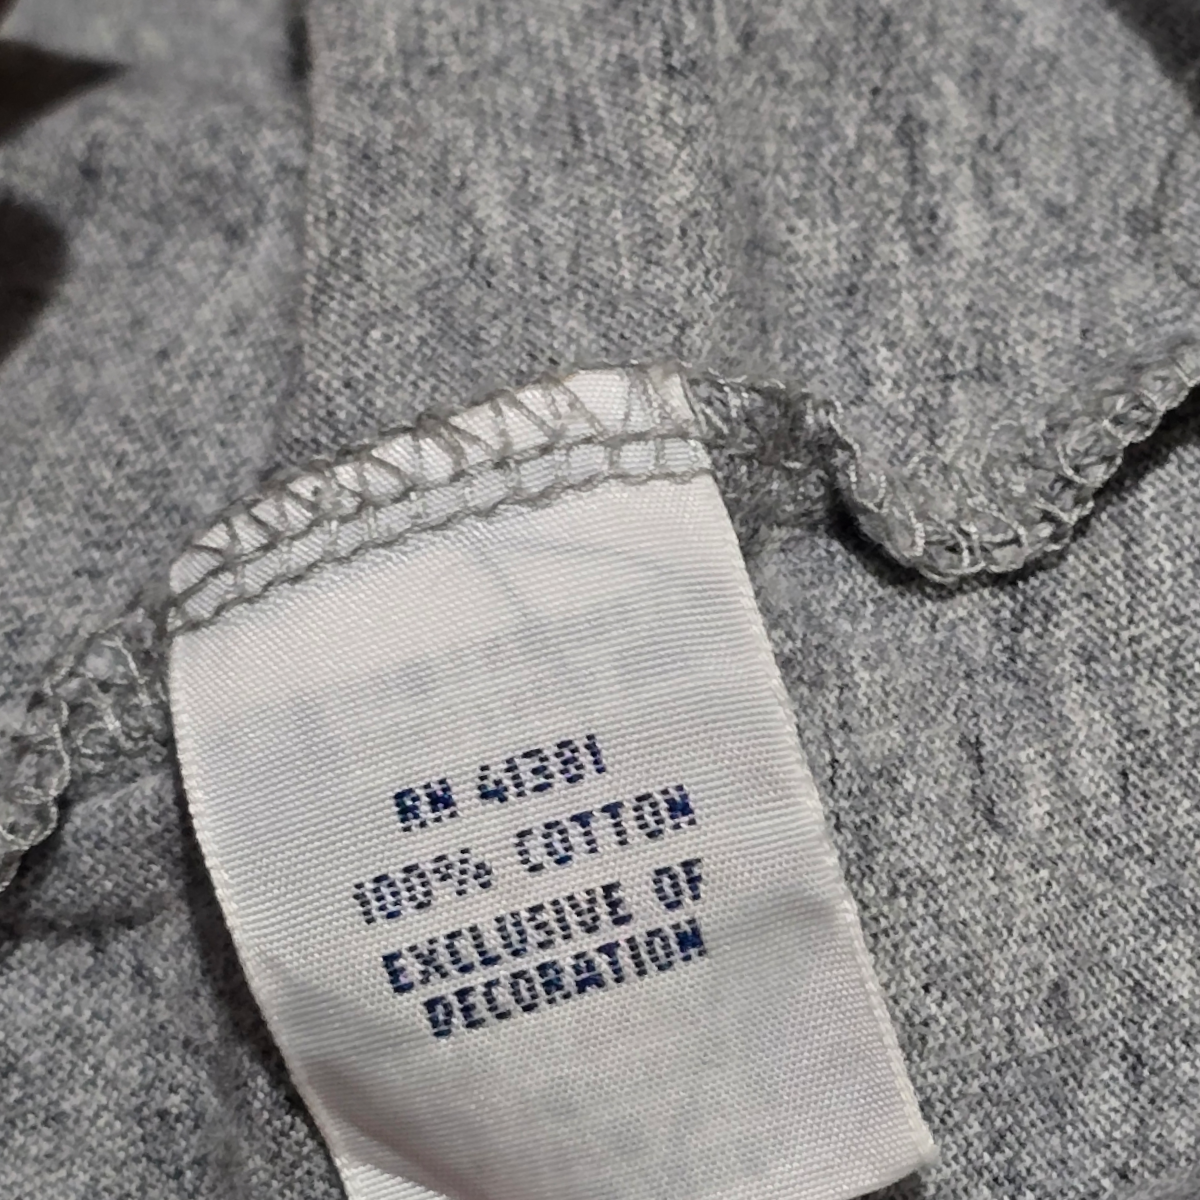 RN 41381
100% COTTON
EXCLUSIVE OF
DECORATION